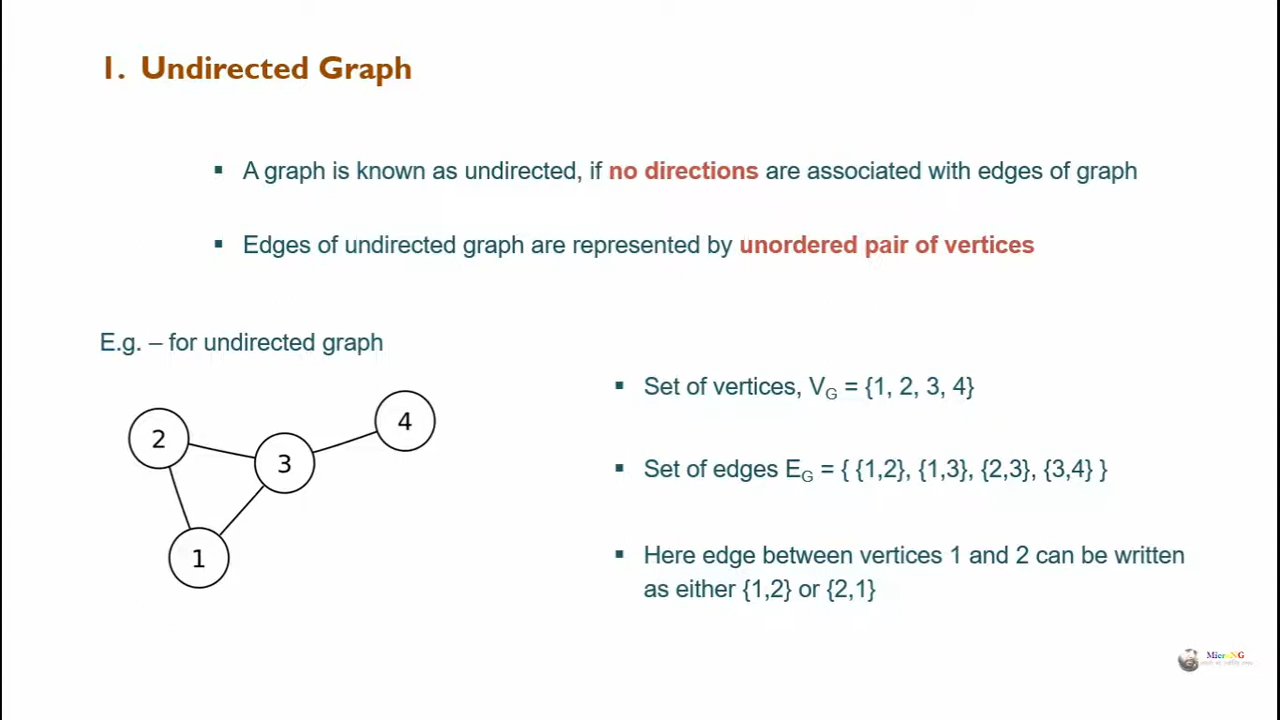 1. Undirected Graph
▪ A graph is known as undirected, if no directions are associated with edges of graph
▪ Edges of undirected graph are represented by unordered pair of vertices
E.g. – for undirected graph
2
3
4
1
▪ Set of vertices, V_G = {1, 2, 3, 4}
▪ Set of edges E_G = { {1,2}, {1,3}, {2,3}, {3,4} }
▪ Here edge between vertices 1 and 2 can be written
as either {1,2} or {2,1}
MicroNG